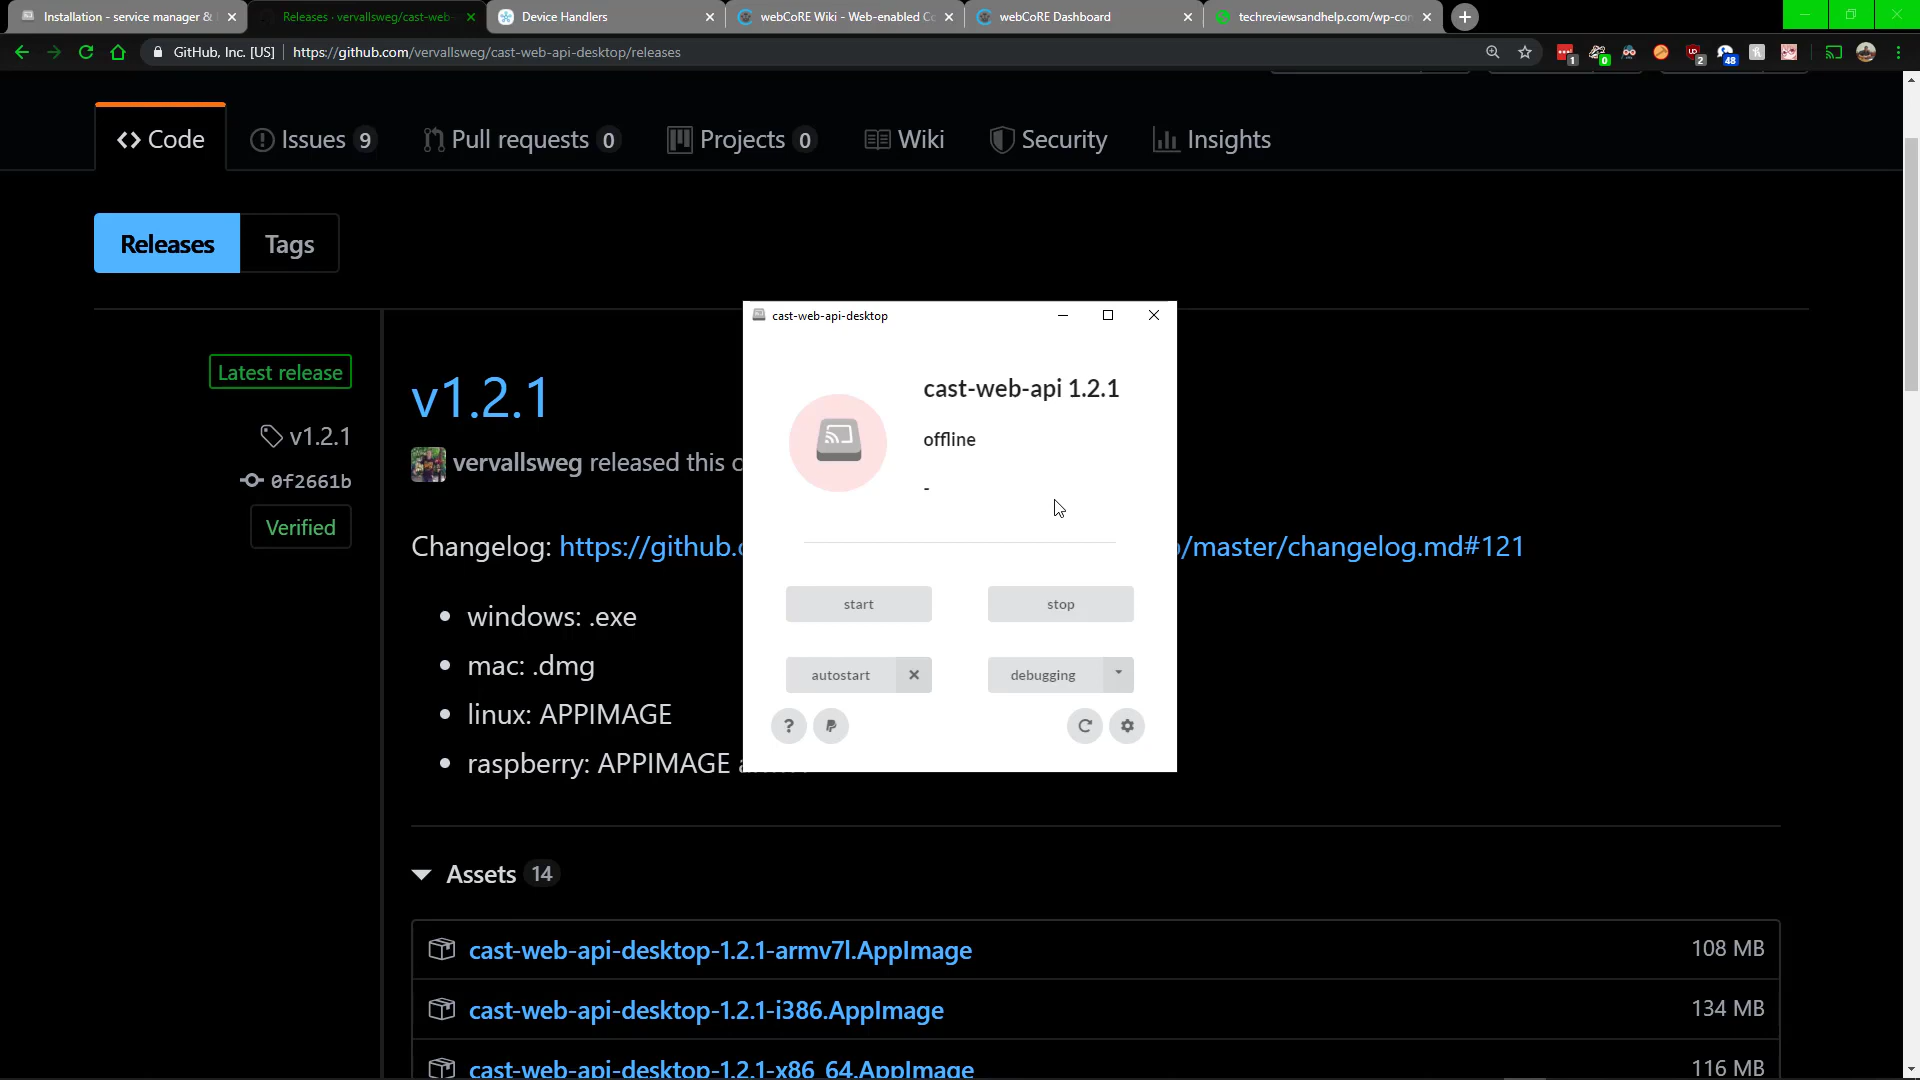 Installation - service manager &
Releases · vervallsweg/cast-web-
Device Handlers
webCoRE Wiki - Web-enabled Co
webCoRE Dashboard
techreviewsandhelp.com/wp-con
GitHub, Inc. [US]
https://github.com/vervallsweg/cast-web-api-desktop/releases
1
0
2
48
Code
Issues 9
Pull requests 0
Projects 0
Wiki
Security
Insights
Releases
Tags
Latest release
v1.2.1
0f2661b
Verified
v1.2.1
vervallsweg released this
Changelog: https://github.
/master/changelog.md#121
• windows: .exe
• mac: .dmg
• linux: APPIMAGE
• raspberry: APPIMAGE
cast-web-api-desktop
cast-web-api 1.2.1
offline
-
start
stop
autostart
debugging
?
Assets 14
cast-web-api-desktop-1.2.1-armv7l.AppImage
108 MB
cast-web-api-desktop-1.2.1-i386.AppImage
134 MB
cast-web-api-desktop-1.2.1-x86_64.AppImage
116 MB